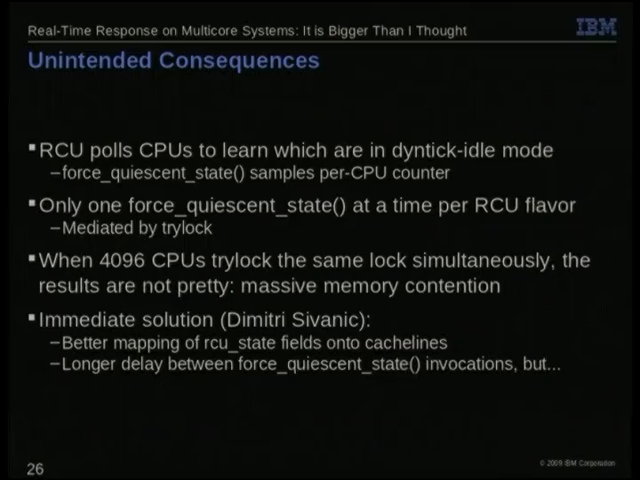 Real-Time Response on Multicore Systems: It is Bigger Than I Thought
IBM
Unintended Consequences
▪RCU polls CPUs to learn which are in dyntick-idle mode
–force_quiescent_state() samples per-CPU counter
▪Only one force_quiescent_state() at a time per RCU flavor
–Mediated by trylock
▪When 4096 CPUs trylock the same lock simultaneously, the
results are not pretty: massive memory contention
▪Immediate solution (Dimitri Sivanic):
–Better mapping of rcu_state fields onto cachelines
–Longer delay between force_quiescent_state() invocations, but...
26
© 2009 IBM Corporation